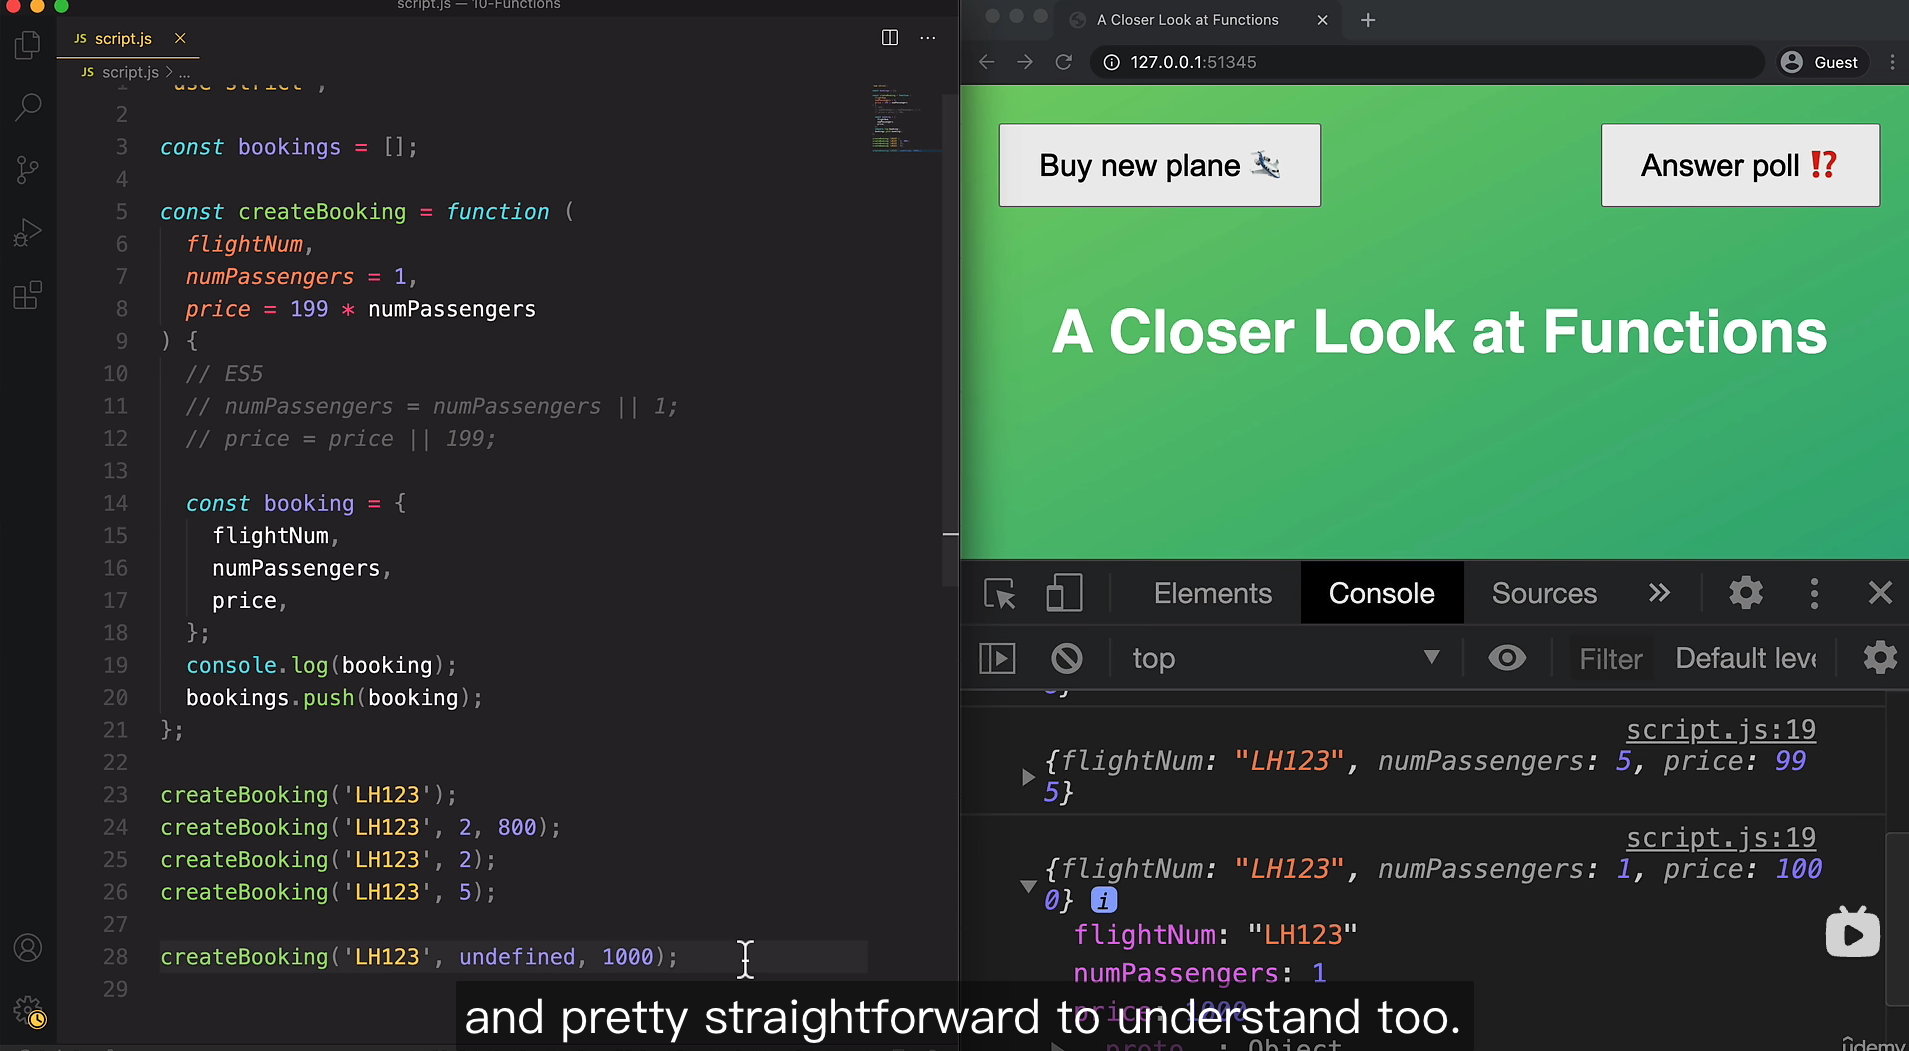 script.js — 10-Functions
JS script.js ×
JS script.js > ...
1 'use strict';
2
3 const bookings = [];
4
5 const createBooking = function (
6 flightNum,
7 numPassengers = 1,
8 price = 199 * numPassengers
9 ) {
10 // ES5
11 // numPassengers = numPassengers || 1;
12 // price = price || 199;
13
14 const booking = {
15 flightNum,
16 numPassengers,
17 price,
18 };
19 console.log(booking);
20 bookings.push(booking);
21 };
22
23 createBooking('LH123');
24 createBooking('LH123', 2, 800);
25 createBooking('LH123', 2);
26 createBooking('LH123', 5);
27
28 createBooking('LH123', undefined, 1000);
29
A Closer Look at Functions
127.0.0.1:51345
Guest
Buy new plane
Answer poll ⁉️
A Closer Look at Functions
Elements Console Sources
top Filter Default leve
script.js:19
{flightNum: "LH123", numPassengers: 5, price: 99
5}
script.js:19
{flightNum: "LH123", numPassengers: 1, price: 100
0} i
flightNum: "LH123"
numPassengers: 1
price: 1000
proto : Object
and pretty straightforward to understand too.
ûdemy